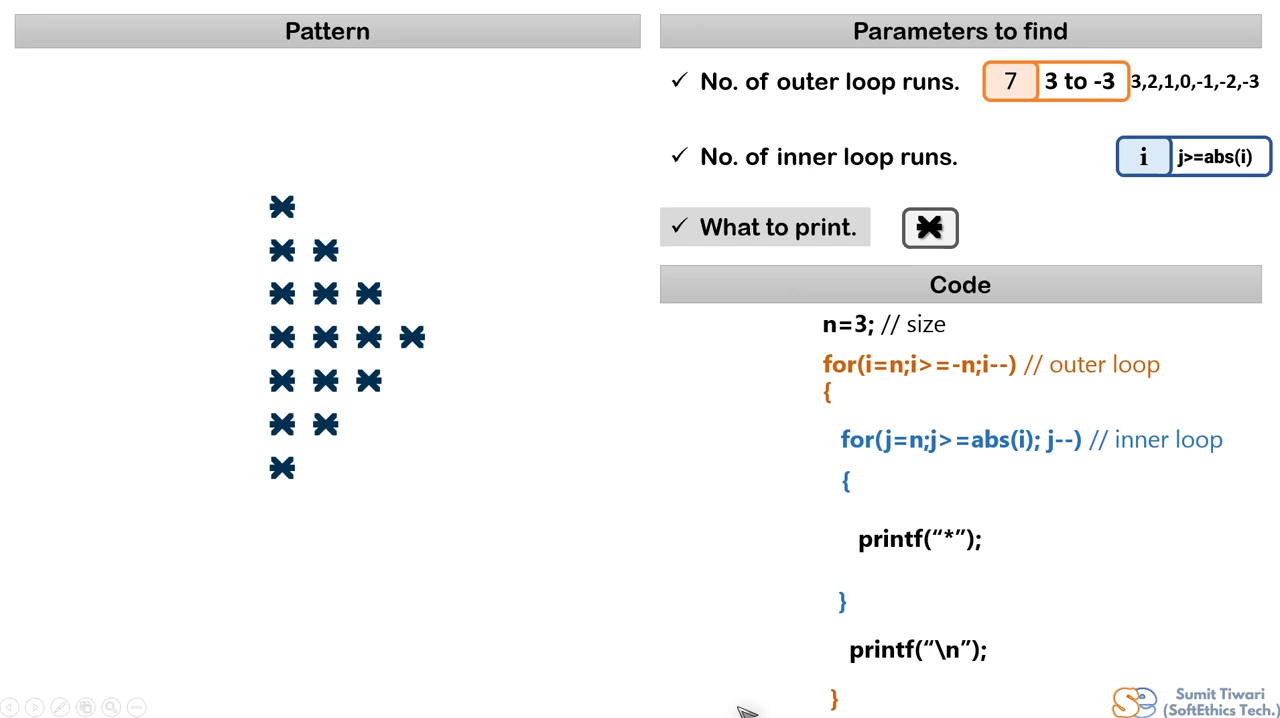 Pattern
*
* *
* * *
* * * *
* * *
* *
*
Parameters to find
✓ No. of outer loop runs. 7 3 to -3 3,2,1,0,-1,-2,-3
✓ No. of inner loop runs. i j>=abs(i)
✓ What to print. *
Code
n=3; // size
for(i=n;i>=-n;i--) // outer loop
{
for(j=n;j>=abs(i); j--) // inner loop
{
printf(“*”);
}
printf(“\n”);
}
Sumit Tiwari
(SoftEthics Tech.)